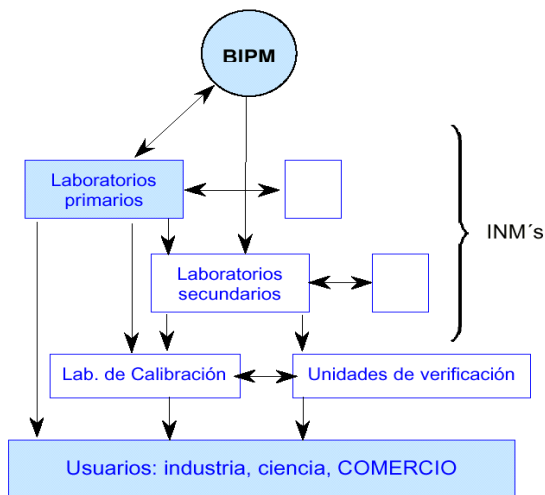 BIPM
Laboratorios
primarios
INM´s
Laboratorios
secundarios
Lab. de Calibración
Unidades de verificación
Usuarios: industria, ciencia, COMERCIO